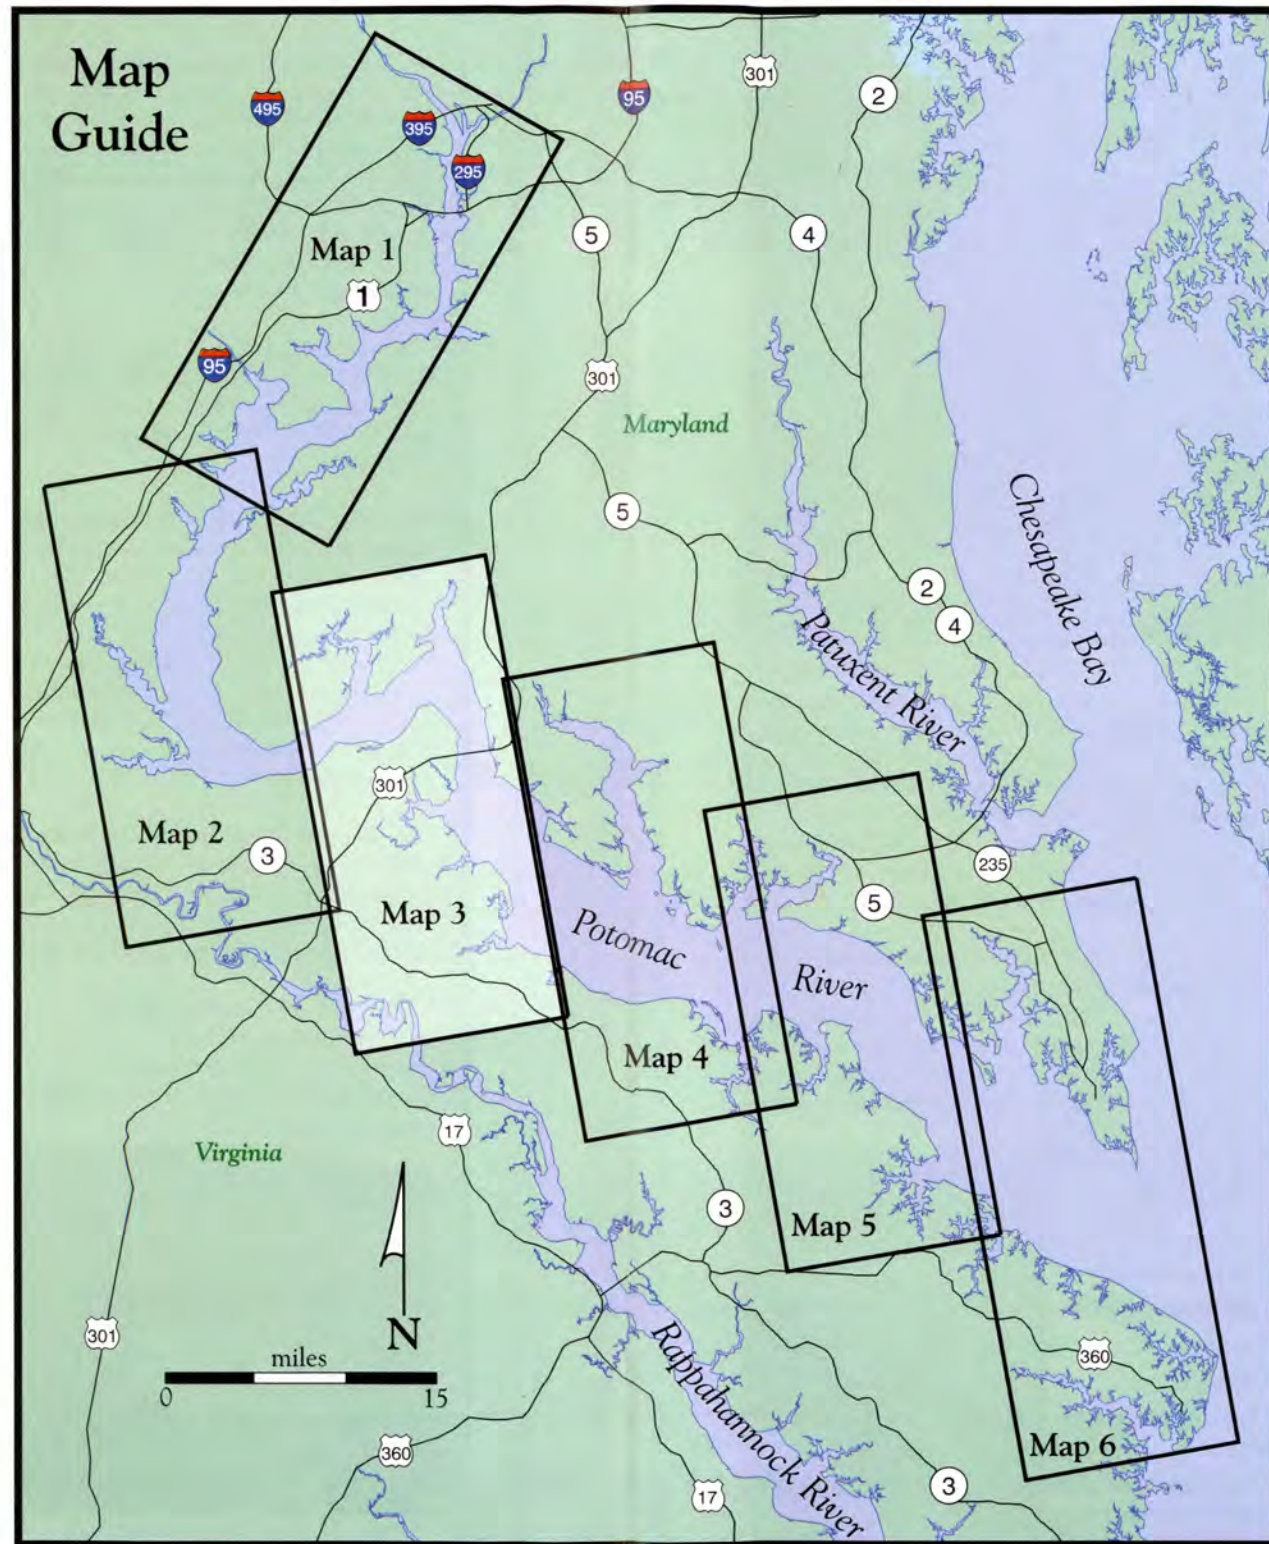 Map
Guide
495
395
295
95
301
2
Map 1
5
4
1
95
301
Maryland
5
Chesapeake Bay
2
4
Patuxent River
301
Map 2
3
Map 3
235
5
Potomac
River
Map 4
17
Virginia
3
Map 5
N
301
miles
0
15
Rappahannock River
360
Map 6
360
17
3